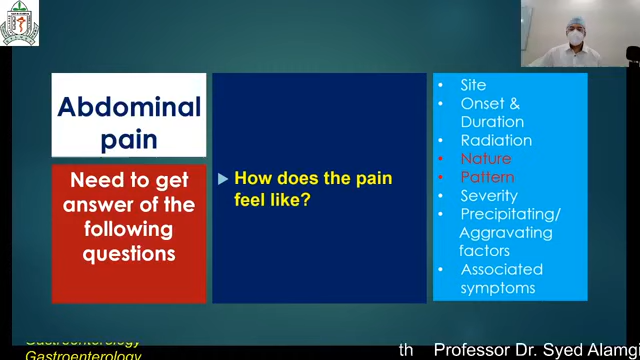 Abdominal
pain
Need to get
answer of the
following
questions
How does the pain
feel like?
Site
Onset &
Duration
Radiation
Nature
Pattern
Severity
Precipitating/
Aggravating
factors
Associated
symptoms
Gastroenterology
Gastroenterology
th Professor Dr. Syed Alamgi